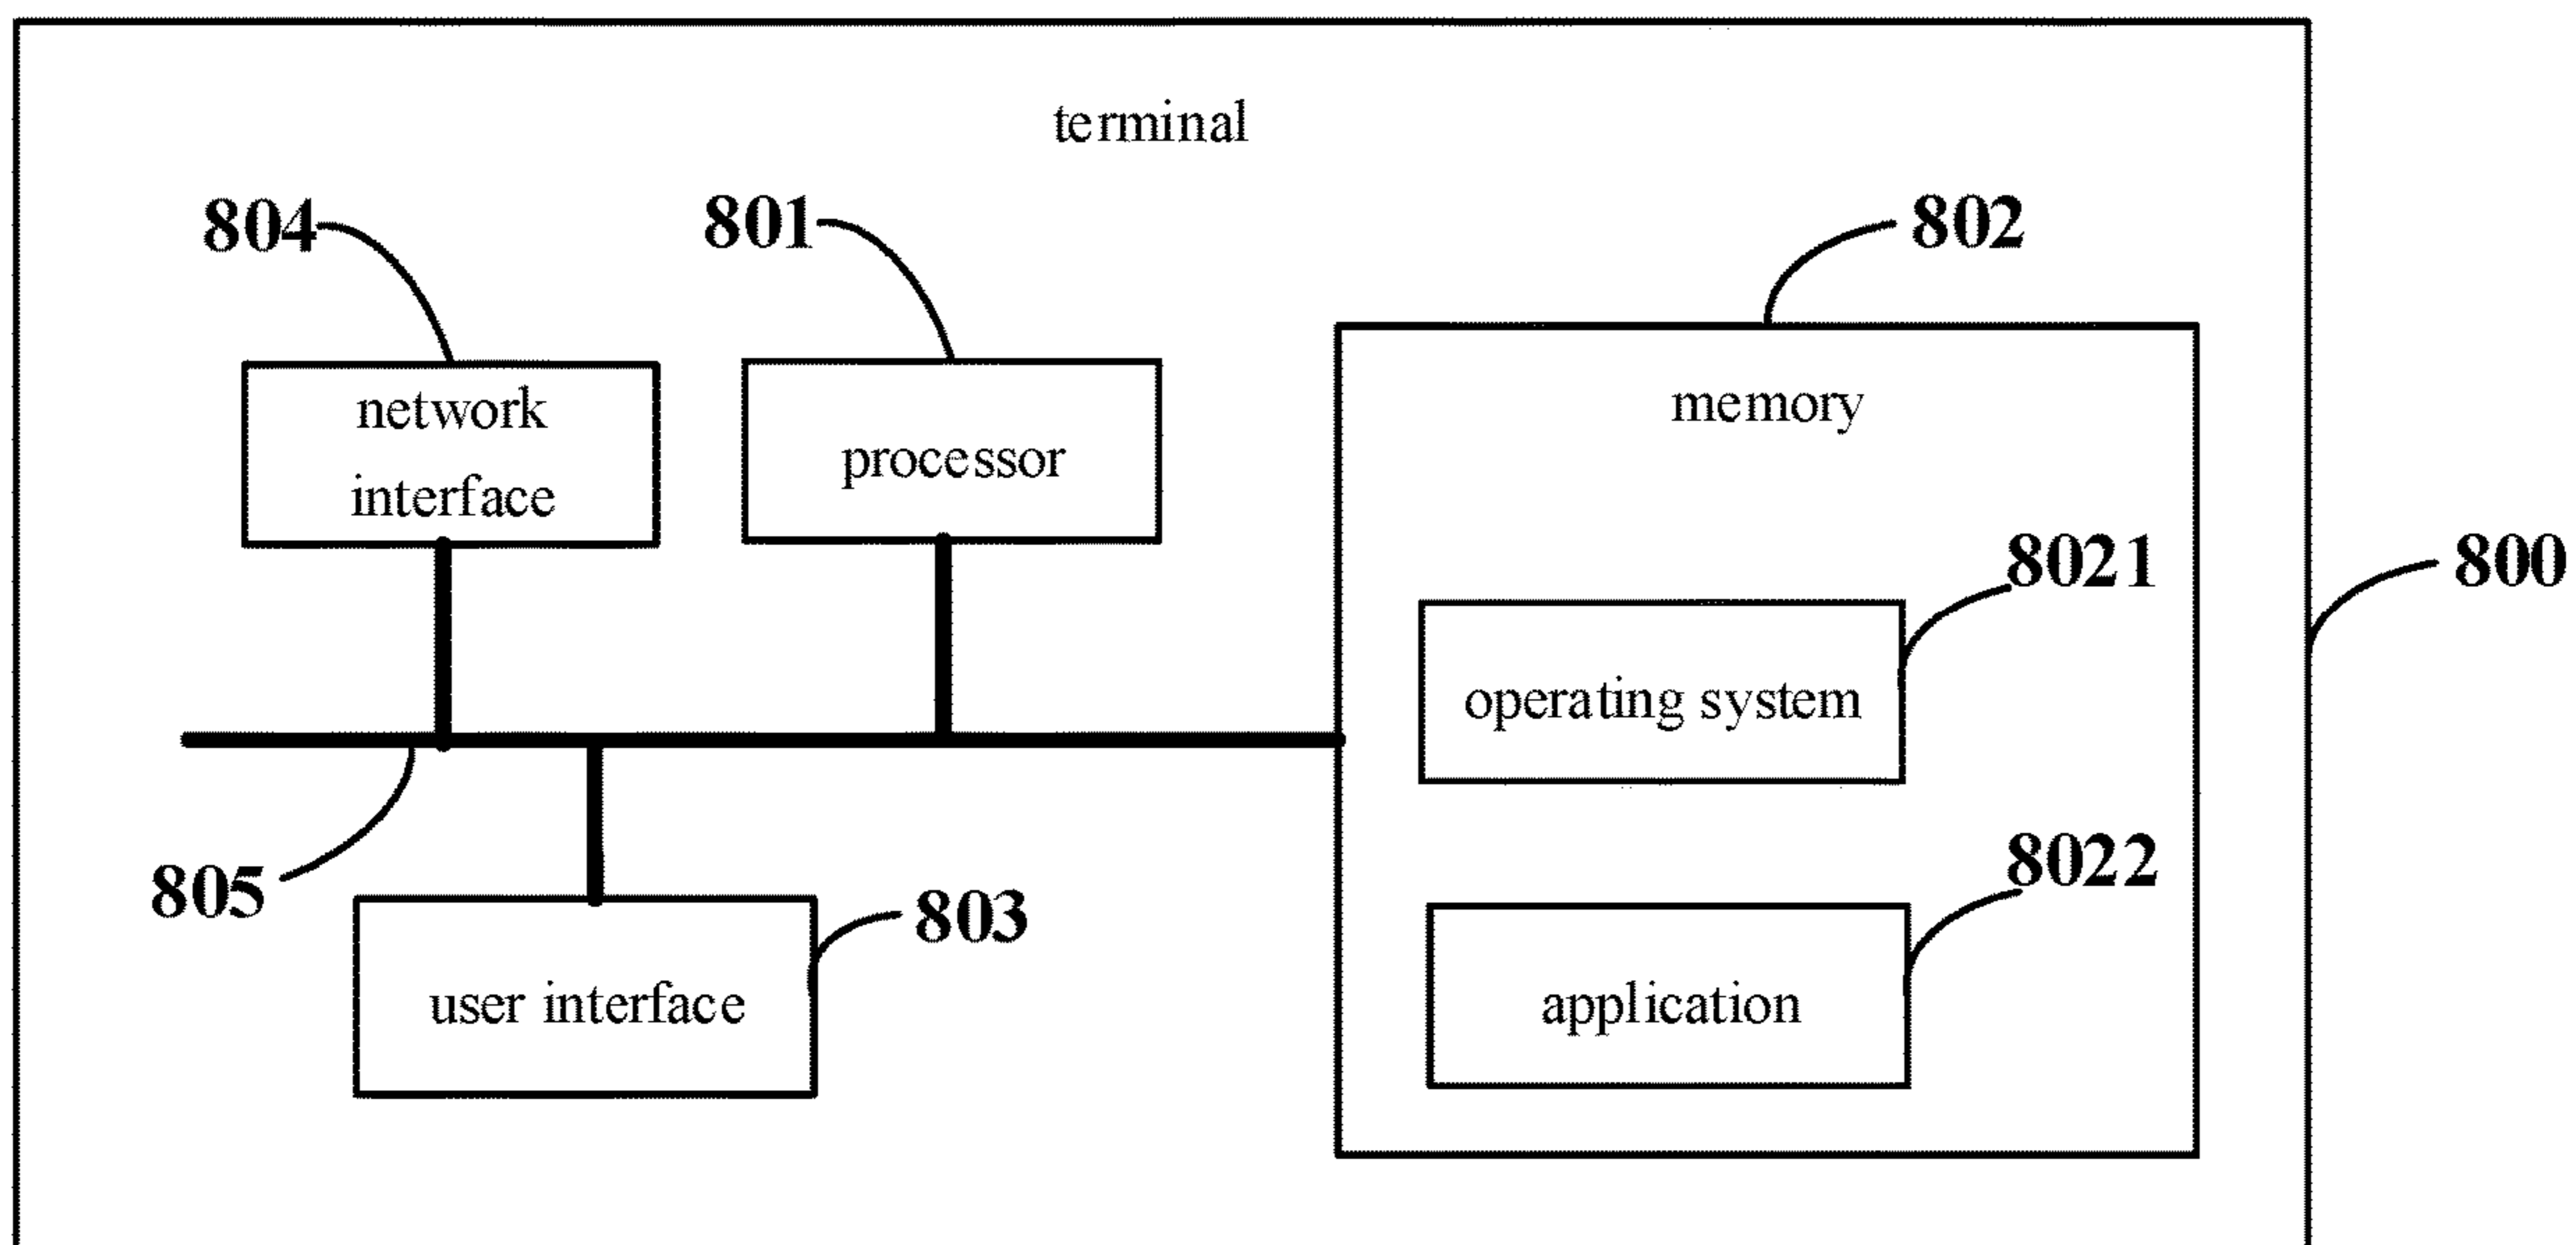 terminal
804
801
802
network
interface
processor
memory
8021
800
operating system
805
803
8022
user interface
application